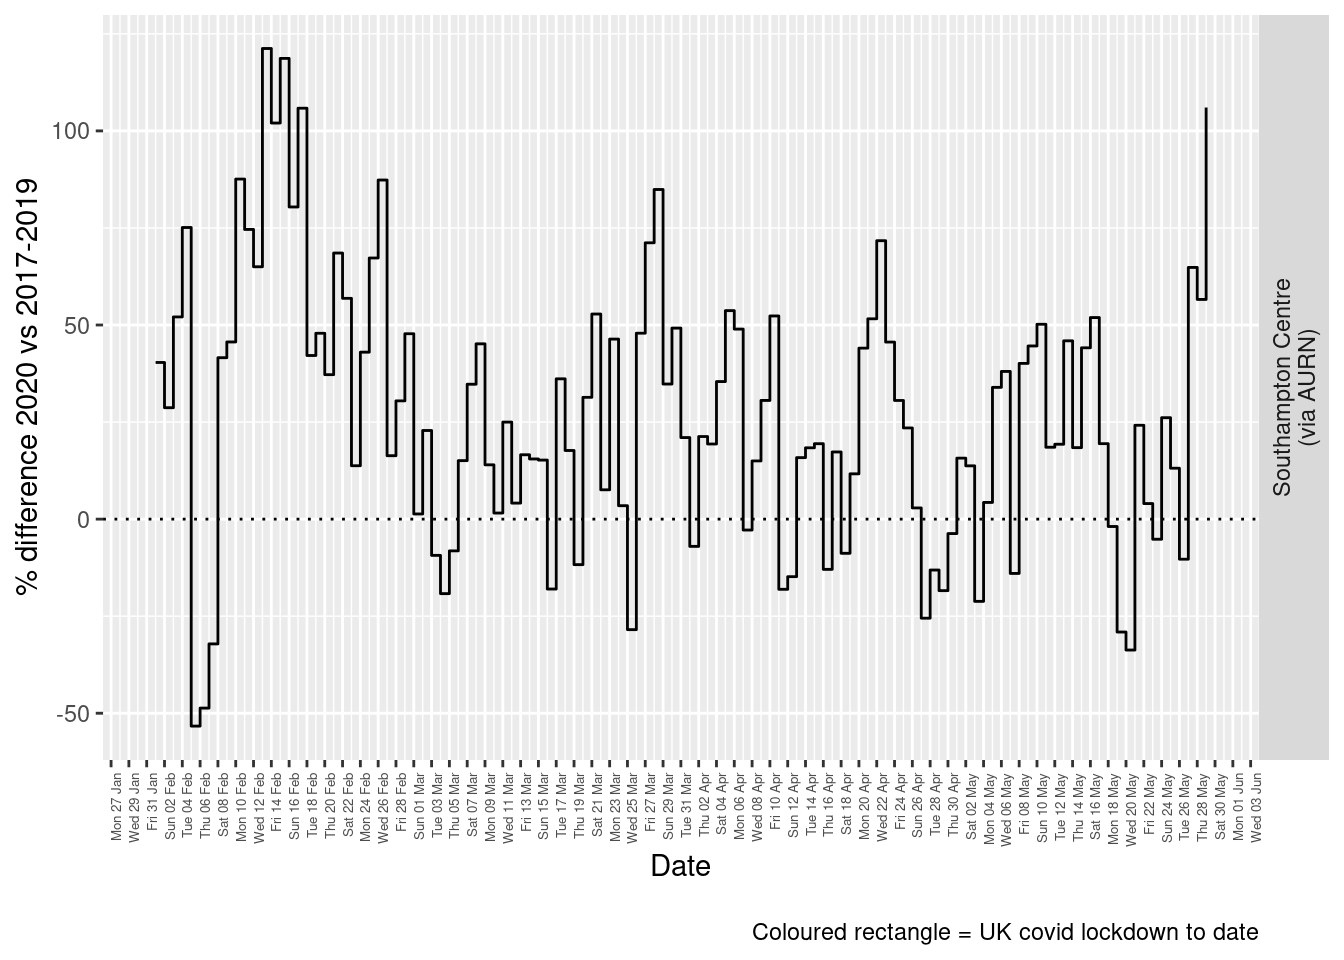 % difference 2020 vs 2017-2019
100
50
0
-50
Mon 27 Jan
Wed 29 Jan
Fri 31 Jan
Sun 02 Feb
Tue 04 Feb
Thu 06 Feb
Sat 08 Feb
Mon 10 Feb
Wed 12 Feb
Fri 14 Feb
Sun 16 Feb
Tue 18 Feb
Thu 20 Feb
Sat 22 Feb
Mon 24 Feb
Wed 26 Feb
Fri 28 Feb
Sun 01 Mar
Tue 03 Mar
Thu 05 Mar
Sat 07 Mar
Mon 09 Mar
Wed 11 Mar
Fri 13 Mar
Sun 15 Mar
Tue 17 Mar
Thu 19 Mar
Sat 21 Mar
Mon 23 Mar
Wed 25 Mar
Fri 27 Mar
Sun 29 Mar
Tue 31 Mar
Thu 02 Apr
Sat 04 Apr
Mon 06 Apr
Wed 08 Apr
Fri 10 Apr
Sun 12 Apr
Tue 14 Apr
Thu 16 Apr
Sat 18 Apr
Mon 20 Apr
Wed 22 Apr
Fri 24 Apr
Sun 26 Apr
Tue 28 Apr
Thu 30 Apr
Sat 02 May
Mon 04 May
Wed 06 May
Fri 08 May
Sun 10 May
Tue 12 May
Thu 14 May
Sat 16 May
Mon 18 May
Wed 20 May
Fri 22 May
Sun 24 May
Tue 26 May
Thu 28 May
Sat 30 May
Mon 01 Jun
Wed 03 Jun
Date
Southampton Centre
(via AURN)
Coloured rectangle = UK covid lockdown to date